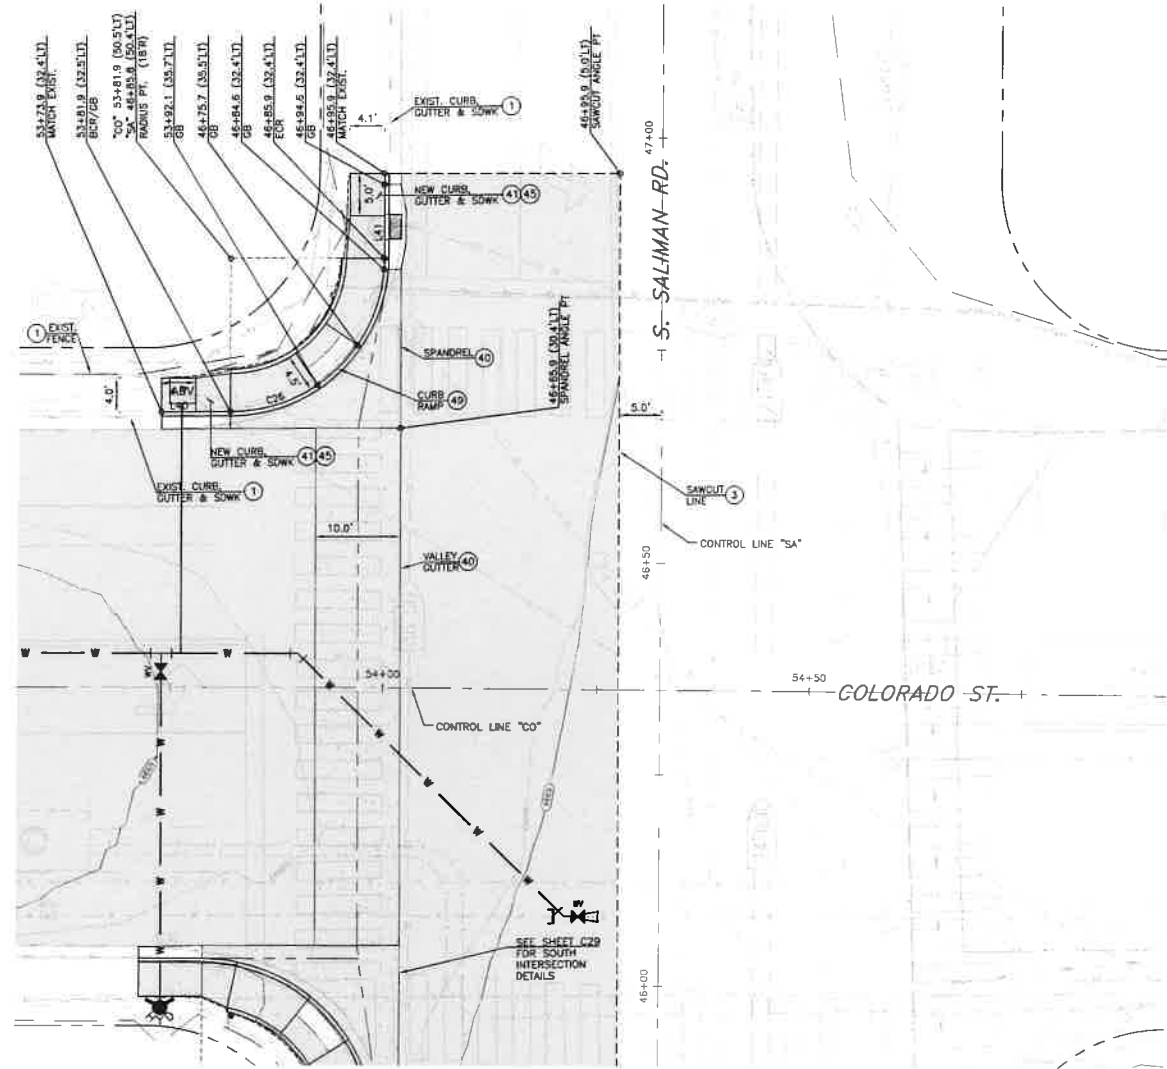 53+73.9 (32.4'LT)
MATCH EXIST.
53+81.9 (32.5'LT)
BCR/GB
"CO" 53+81.9 (50.5'LT)
"SA" 46+85.8 (50.4'LT)
RADIUS PT. (18'R)
53+92.1 (35.7'LT)
GB
46+75.7 (35.5'LT)
GB
46+84.6 (32.4'LT)
GB
46+85.9 (32.4'LT)
ECR
46+94.6 (32.4'LT)
GB
46+95.9 (32.4'LT)
MATCH EXIST.
46+95.9 (5.0'LT)
SAWCUT ANGLE PT
4.1'
EXIST. CURB,
GUTTER & SDWK 1
47+00
S. SALIMAN RD.
5.0'
NEW CURB,
GUTTER & SDWK 41 45
L41
1 EXIST.
FENCE
SPANDREL 40
46+65.9 (30.4'LT)
SPANDREL ANGLE PT
4.0'
ABV
L40
4.5'
C26
CURB
RAMP 49
5.0'
NEW CURB,
GUTTER & SDWK 41 45
EXIST. CURB,
GUTTER & SDWK 1
SAWCUT
LINE 3
10.0'
CONTROL LINE "SA"
VALLEY
GUTTER 40
46+50
W W W
WV
54+00
54+50
COLORADO ST.
W
CONTROL LINE "CO"
W
W
W
W
W
W
W
W
WV
SEE SHEET C29
FOR SOUTH
INTERSECTION
DETAILS
46+00